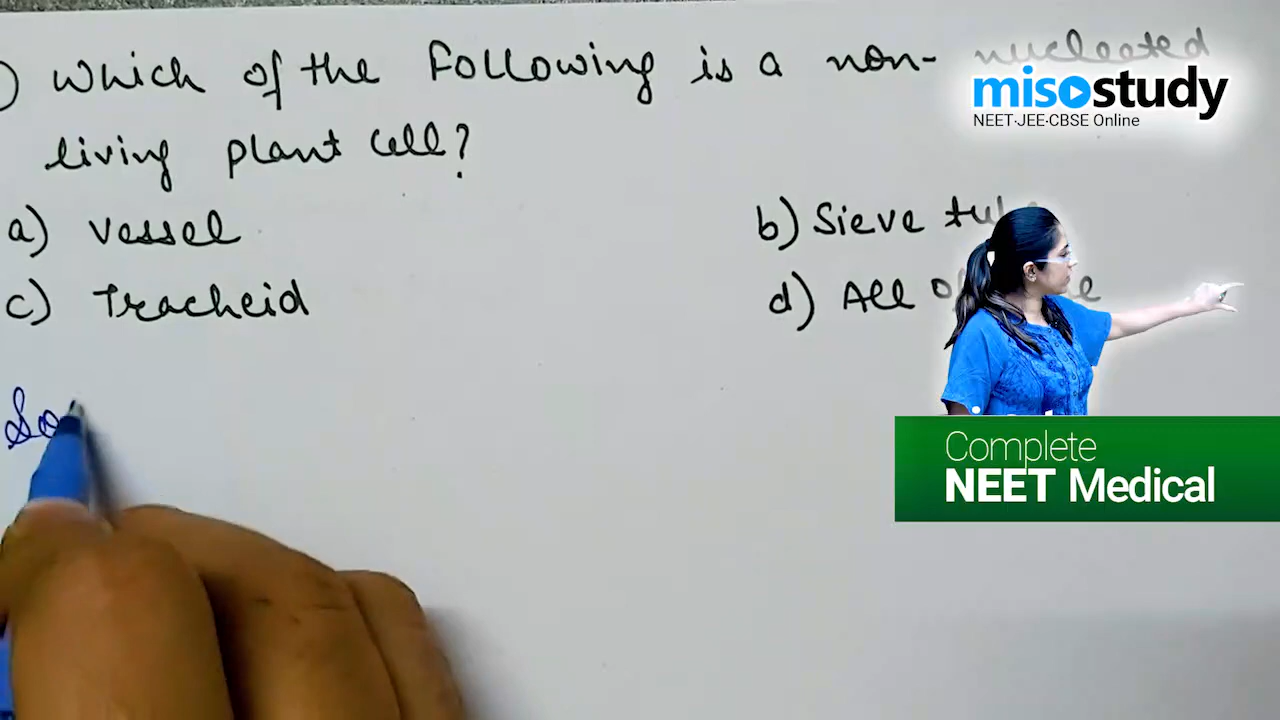 ) Which of the following is a non- nucleated
misostudy
NEET-JEE-CBSE Online
living plant cell?
a) Vessel
b) Sieve
c) Tracheid
d) All
So
Complete
NEET Medical